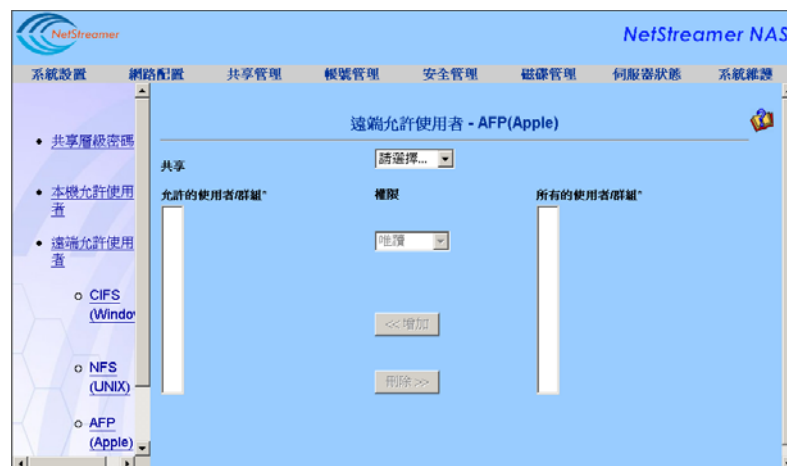 NetStreamer
NetStreamer NAS
系統設置 網路配置 共享管理 帳號管理 安全管理 磁碟管理 伺服器狀態 系統維護
共享層級密碼
本機允許使用
者
遠端允許使用
者
CIFS
(Window
NFS
(UNIX)
AFP
(Apple)
遠端允許使用者 - AFP(Apple)
共享
請選擇...
允許的使用者/群組*
權限
所有的使用者/群組*
唯讀
<< 增加
刪除 >>